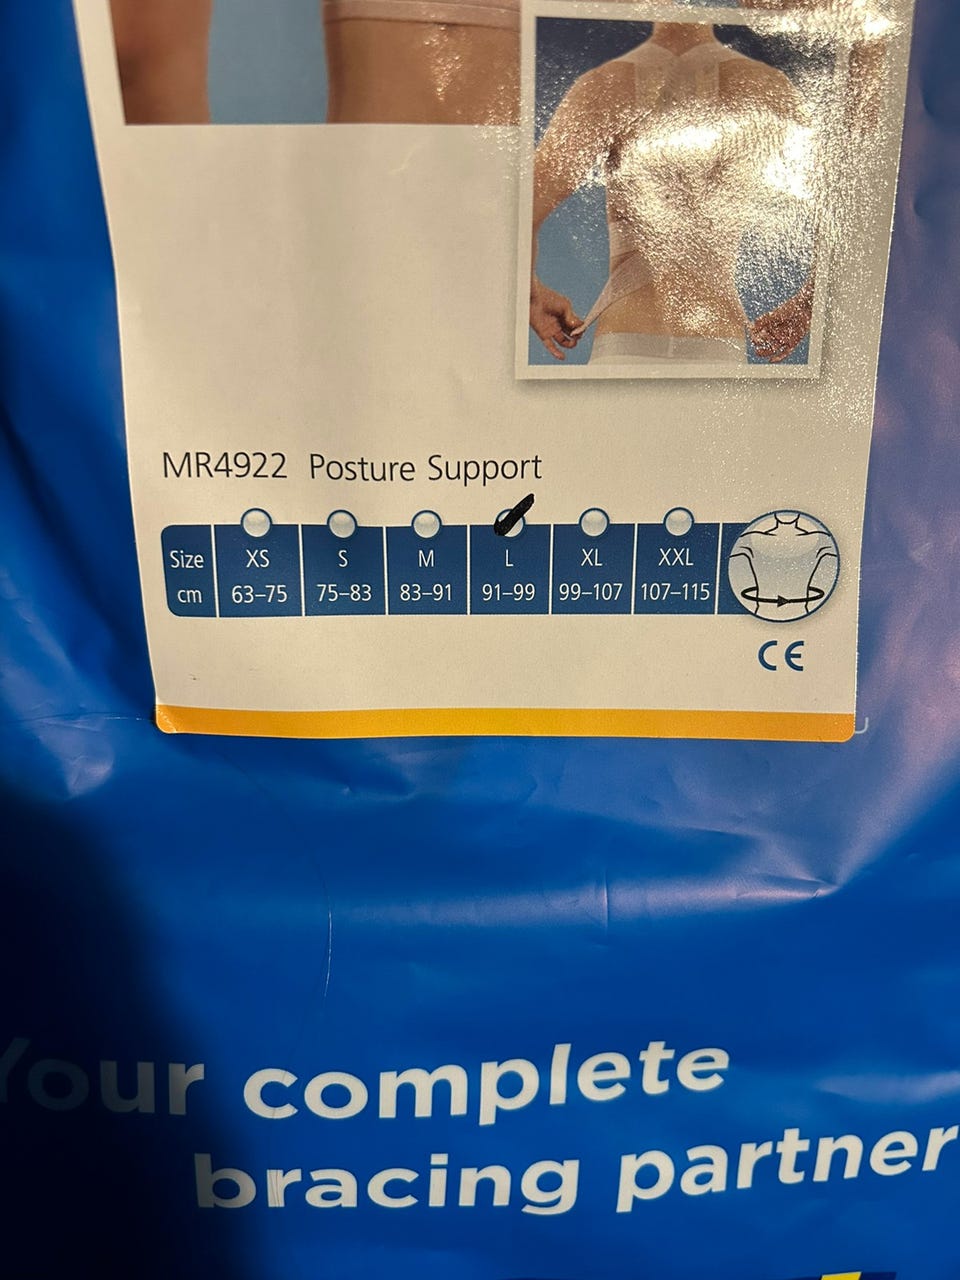 MR4922 Posture Support
Size XS S M L XL XXL
cm 63–75 75–83 83–91 91–99 99–107 107–115
CE
Your complete
bracing partner